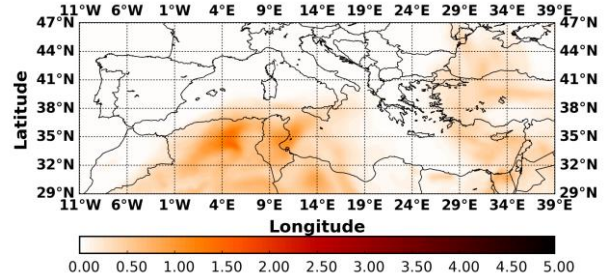 11°W 6°W 1°W 4°E 9°E 14°E 19°E 24°E 29°E 34°E 39°E
47°N 47°N
44°N 44°N
41°N 41°N
38°N 38°N
35°N 35°N
32°N 32°N
29°N 29°N
Latitude
11°W 6°W 1°W 4°E 9°E 14°E 19°E 24°E 29°E 34°E 39°E
Longitude
0.00 0.50 1.00 1.50 2.00 2.50 3.00 3.50 4.00 4.50 5.00